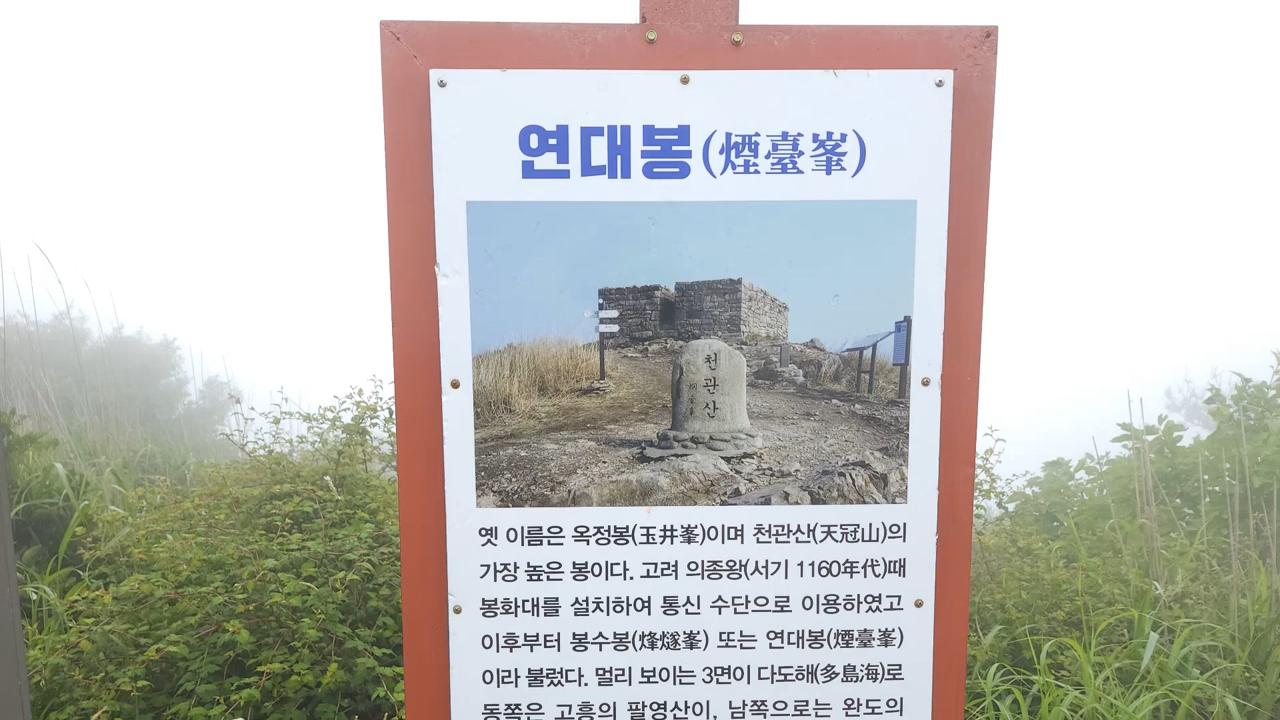 연대봉(煙臺峯)
천관산
옛 이름은 옥정봉(玉井峯)이며 천관산(天冠山)의
가장 높은 봉이다. 고려 의종왕(서기 1160年代)때
봉화대를 설치하여 통신 수단으로 이용하였고
이후부터 봉수봉(烽燧峯) 또는 연대봉(煙臺峯)
이라 불렀다. 멀리 보이는 3면이 다도해(多島海)로
동쪽은 고흥의 팔영산이, 남쪽으로는 완도의